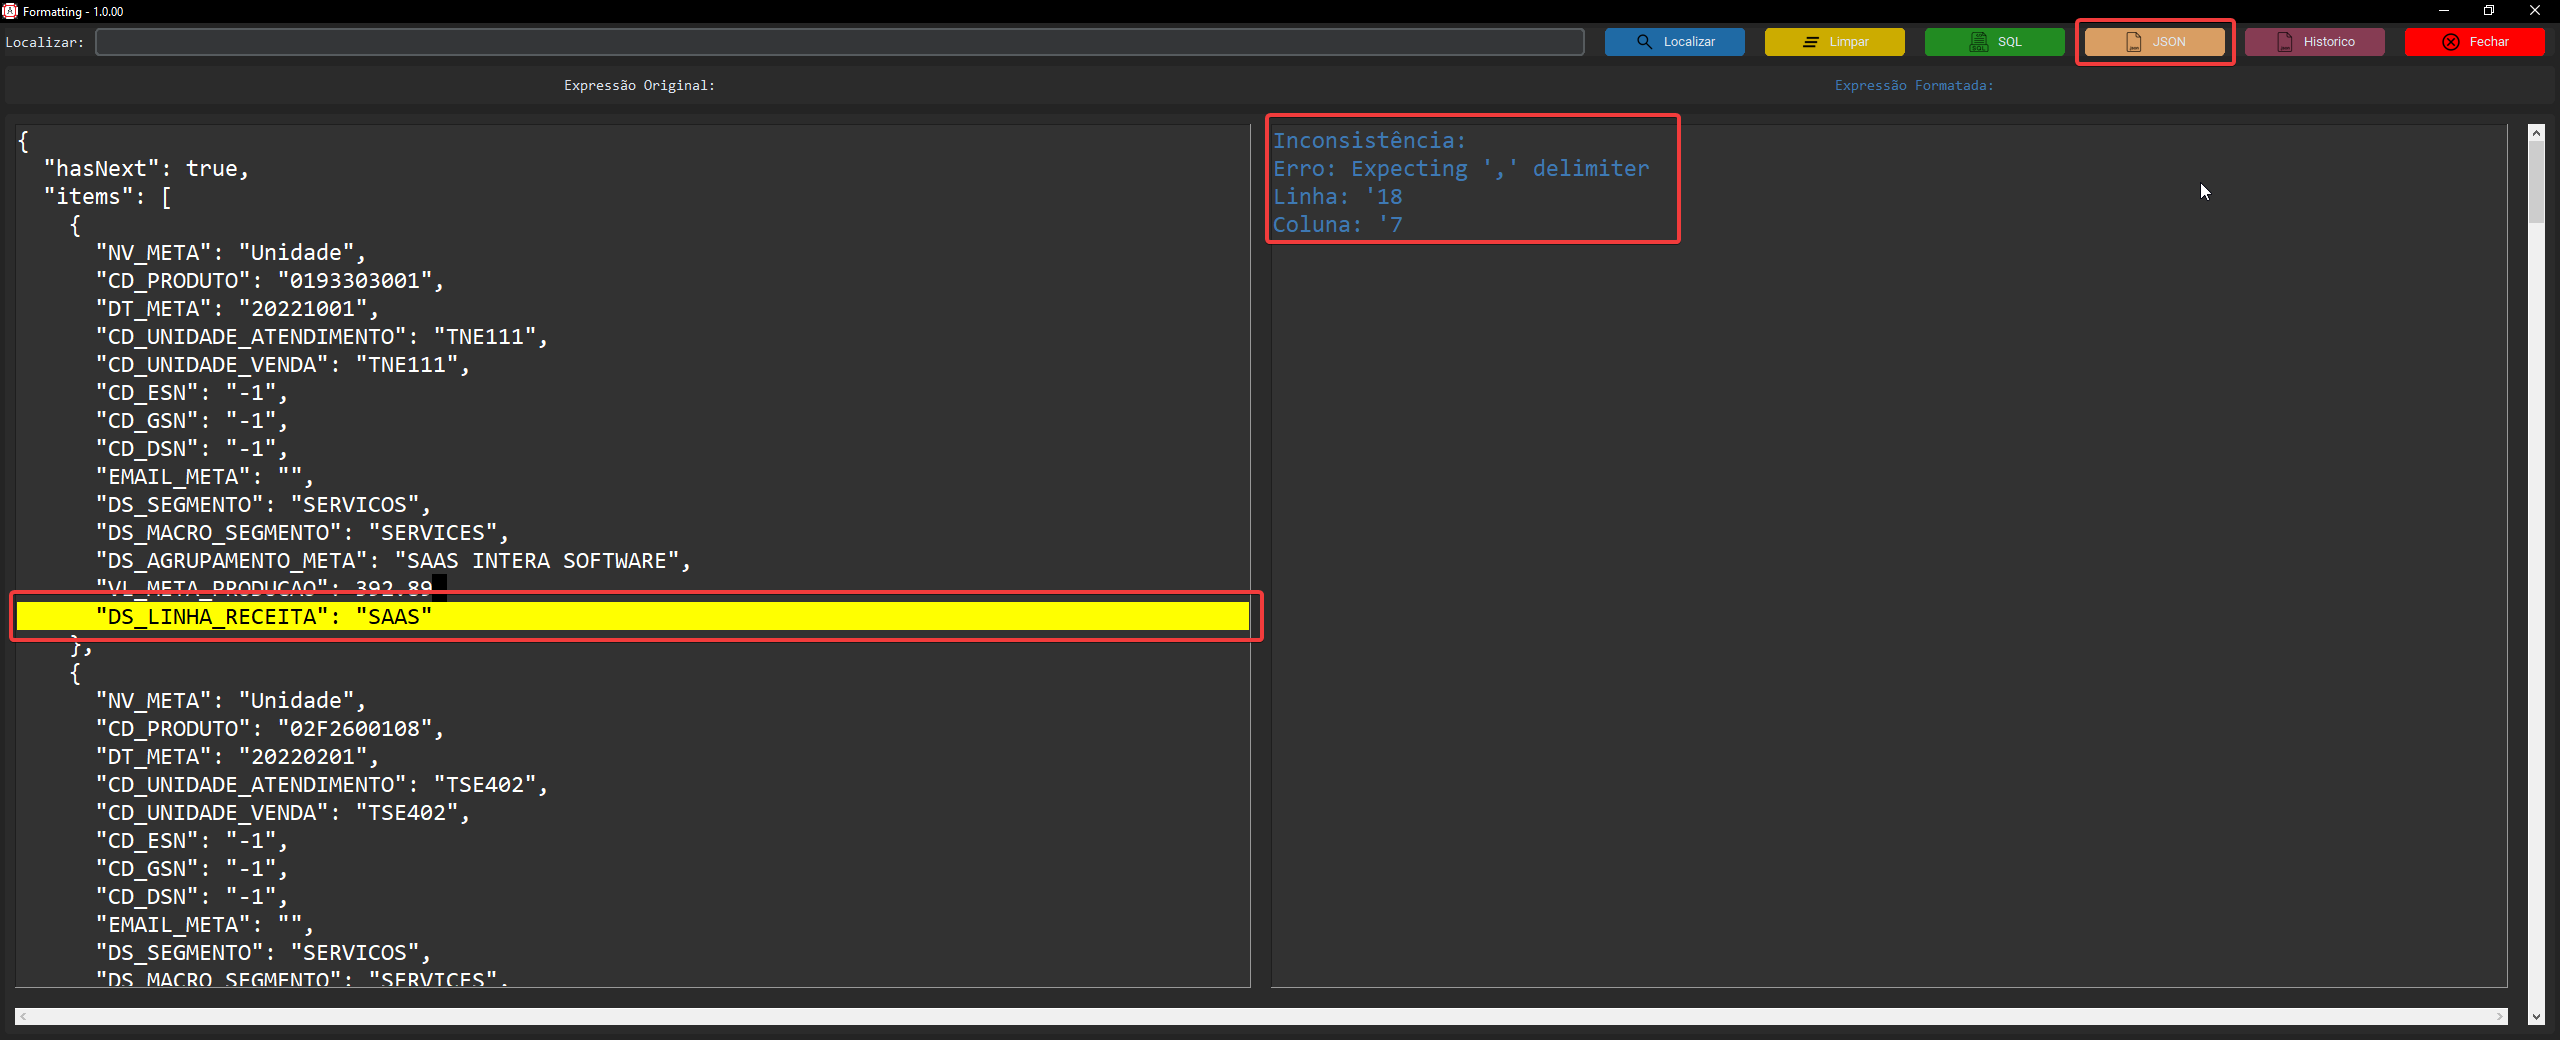 Formatting - 1.0.00
Localizar:
Localizar
Limpar
SQL
JSON
Historico
Fechar
Expressão Original:
Expressão Formatada:
{
"hasNext": true,
"items": [
{
"NV_META": "Unidade",
"CD_PRODUTO": "0193303001",
"DT_META": "20221001",
"CD_UNIDADE_ATENDIMENTO": "TNE111",
"CD_UNIDADE_VENDA": "TNE111",
"CD_ESN": "-1",
"CD_GSN": "-1",
"CD_DSN": "-1",
"EMAIL_META": "",
"DS_SEGMENTO": "SERVICOS",
"DS_MACRO_SEGMENTO": "SERVICES",
"DS_AGRUPAMENTO_META": "SAAS INTERA SOFTWARE",
"VL_META_PRODUCAO": 392.89
"DS_LINHA_RECEITA": "SAAS"
},
{
"NV_META": "Unidade",
"CD_PRODUTO": "02F2600108",
"DT_META": "20220201",
"CD_UNIDADE_ATENDIMENTO": "TSE402",
"CD_UNIDADE_VENDA": "TSE402",
"CD_ESN": "-1",
"CD_GSN": "-1",
"CD_DSN": "-1",
"EMAIL_META": "",
"DS_SEGMENTO": "SERVICOS",
"DS_MACRO_SEGMENTO": "SERVICES",
Inconsistência:
Erro: Expecting ',' delimiter
Linha: '18
Coluna: '7